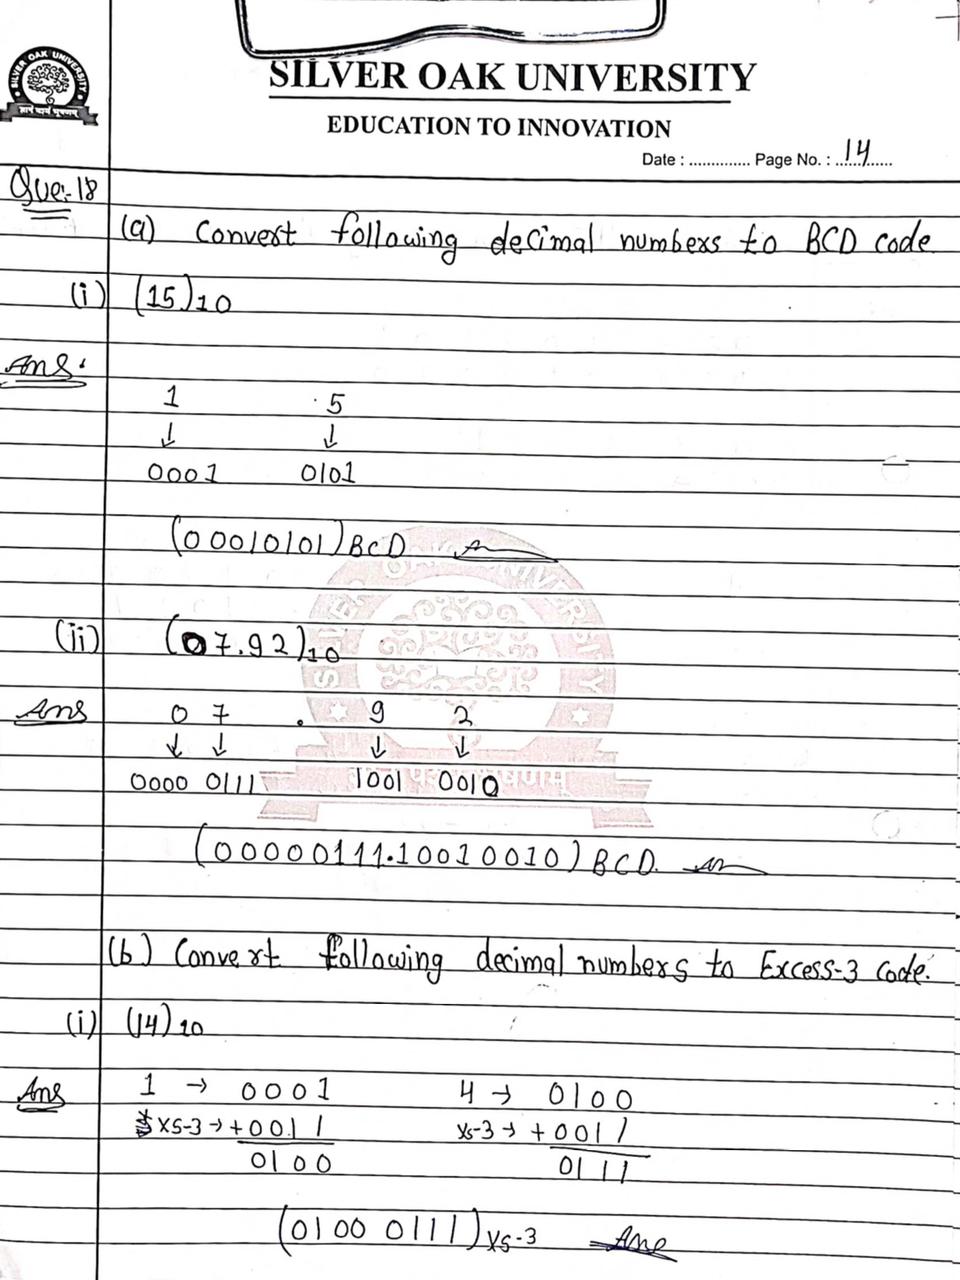 SILVER OAK UNIVERSITY
SILVER OAK UNIVERSITY
EDUCATION TO INNOVATION
Date : .............. Page No. : ..14......
Que:-18
(a) Convert following decimal numbers to BCD code
(i) (15)10
Ans:
1 5
↓ ↓
0001 0101
(00010101)BCD
(ii) (07.92)10
Ans 0 7 . 9 2
↓ ↓ ↓ ↓
0000 0111 1001 0010
(00000111.10010010)BCD.
(b) Convert following decimal numbers to Excess-3 code.
(i) (14)10
Ans 1 → 0001 4 → 0100
XS-3 → +0011 XS-3 → +0011
0100 0111
(0100 0111)XS-3 Ans